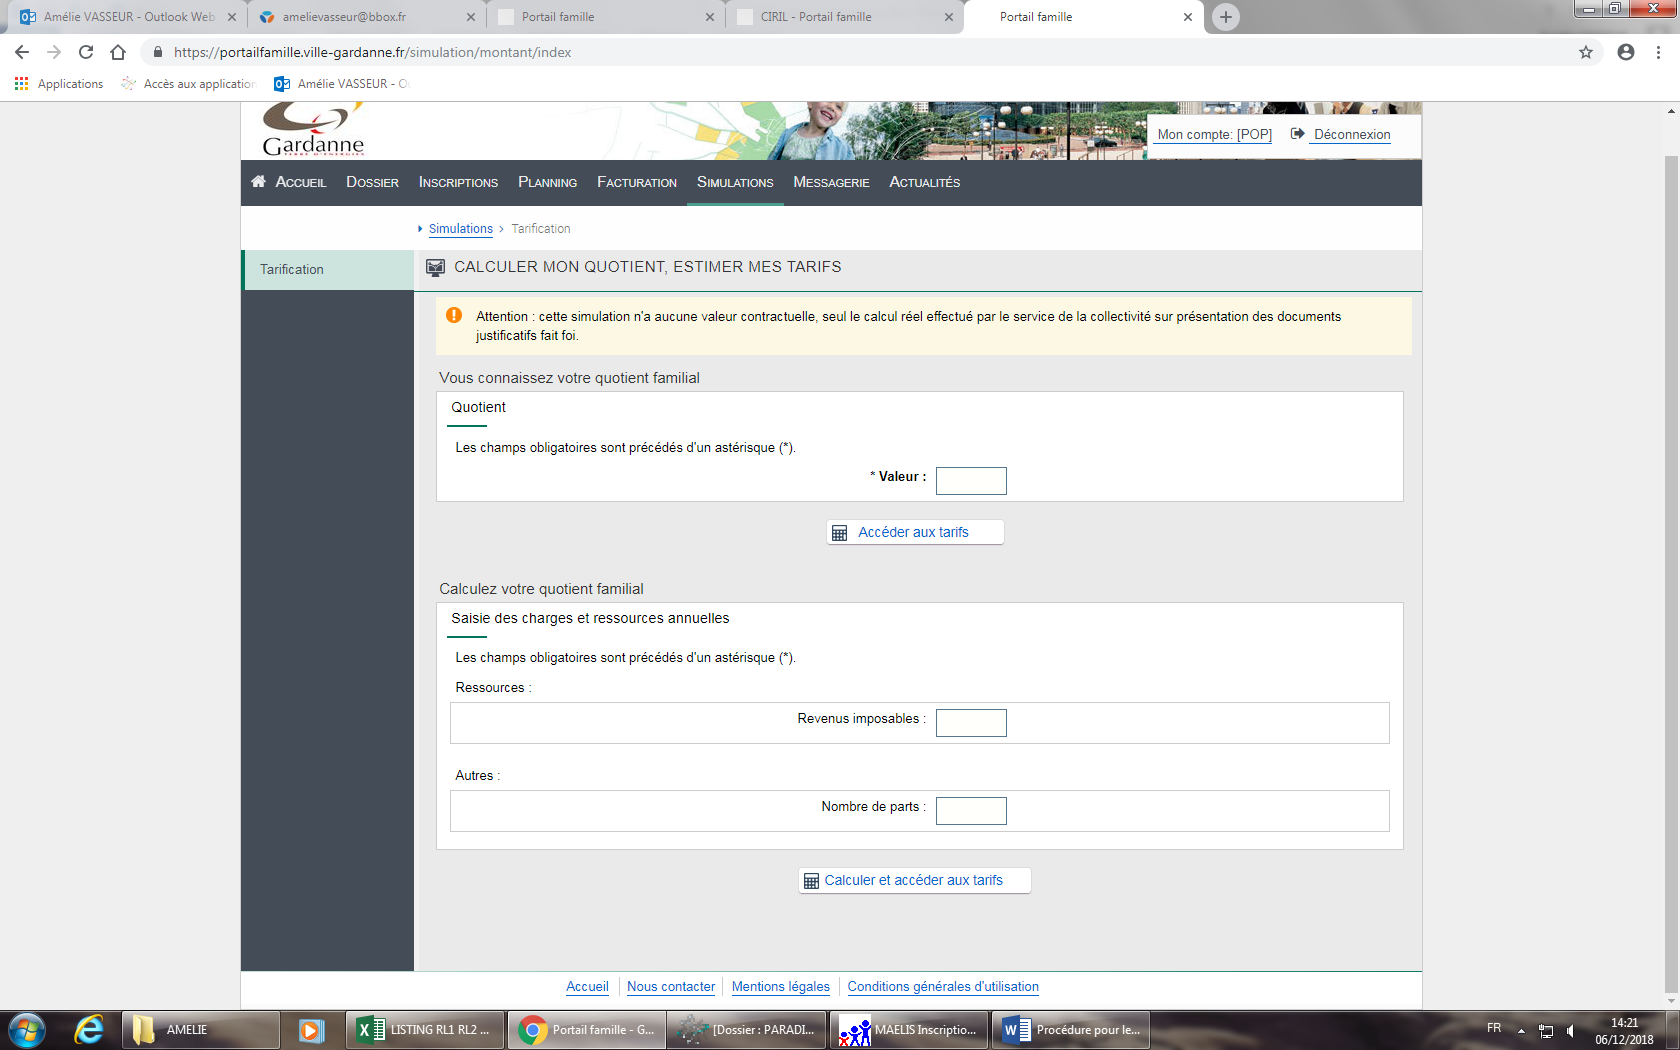 Amélie VASSEUR - Outlook Web
amelievasseur@bbox.fr
Portail famille
CIRIL - Portail famille
Portail famille
https://portailfamille.ville-gardanne.fr/simulation/montant/index
Applications
Accès aux application
Amélie VASSEUR - O
Gardanne
Mon compte: [POP]
Déconnexion
ACCUEIL
DOSSIER
INSCRIPTIONS
PLANNING
FACTURATION
SIMULATIONS
MESSAGERIE
ACTUALITÉS
Simulations › Tarification
Tarification
CALCULER MON QUOTIENT, ESTIMER MES TARIFS
Attention : cette simulation n'a aucune valeur contractuelle, seul le calcul réel effectué par le service de la collectivité sur présentation des documents
justificatifs fait foi.
Vous connaissez votre quotient familial
Quotient
Les champs obligatoires sont précédés d'un astérisque (*).
* Valeur :
Accéder aux tarifs
Calculez votre quotient familial
Saisie des charges et ressources annuelles
Les champs obligatoires sont précédés d'un astérisque (*).
Ressources :
Revenus imposables :
Autres :
Nombre de parts :
Calculer et accéder aux tarifs
Accueil
Nous contacter
Mentions légales
Conditions générales d'utilisation
AMELIE
LISTING RL1 RL2 ...
Portail famille - G...
[Dossier : PARADI...
MAELIS Inscriptio...
Procédure pour le...
FR
14:21
06/12/2018